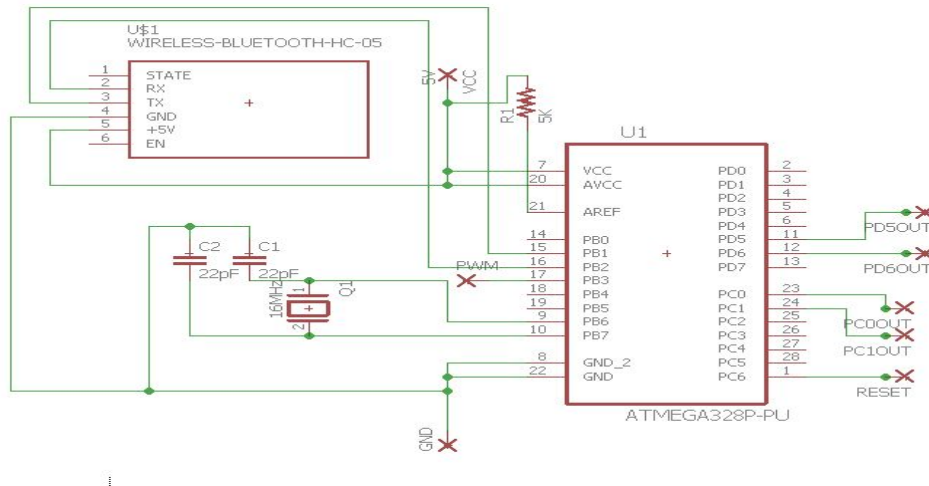 U$1
WIRELESS-BLUETOOTH-HC-05
1 STATE
2 RX
3 TX
4 GND
5 +5V
6 EN
5V
VCC
R1
5K
U1
7 VCC
20 AVCC
21 AREF
14 PB0
15 PB1
16 PB2
17 PB3
18 PB4
19 PB5
9 PB6
10 PB7
8 GND_2
22 GND
PD0 2
PD1 3
PD2 4
PD3 5
PD4 6
PD5 11
PD6 12
PD7 13
PC0 23
PC1 24
PC2 25
PC3 26
PC4 27
PC5 28
PC6 1
ATMEGA328P-PU
PD5OUT
PD6OUT
PC0OUT
PC1OUT
RESET
C2
22pF
C1
22pF
PWM
16MHz
1
2
Q1
GND